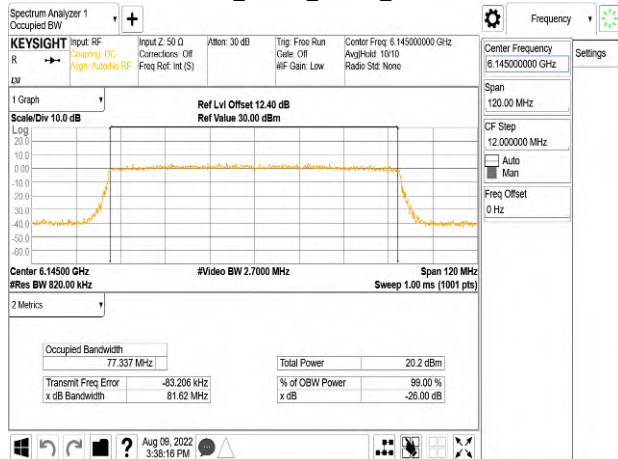 Spectrum Analyzer 1
Occupied BW
Frequency
KEYSIGHT
R
Input: RF
Coupling: DC
Align: Auto/No RF
Input Z: 50 Ω
Corrections: Off
Freq Ref: Int (S)
Atten: 30 dB
Trig: Free Run
Gate: Off
#IF Gain: Low
Center Freq: 6.145000000 GHz
Avg|Hold: 10/10
Radio Std: None
Center Frequency
6.145000000 GHz
Settings
Span
120.00 MHz
CF Step
12.000000 MHz
Auto
Man
Freq Offset
0 Hz
1 Graph
Scale/Div 10.0 dB
Ref Lvl Offset 12.40 dB
Ref Value 30.00 dBm
Log
20.0
10.0
0.00
-10.0
-20.0
-30.0
-40.0
-50.0
-60.0
Center 6.14500 GHz
#Res BW 820.00 kHz
#Video BW 2.7000 MHz
Span 120 MHz
Sweep 1.00 ms (1001 pts)
2 Metrics
Occupied Bandwidth
77.337 MHz
Total Power 20.2 dBm
Transmit Freq Error -83.206 kHz
% of OBW Power 99.00 %
x dB Bandwidth 81.62 MHz
x dB -26.00 dB
?
Aug 09, 2022
3:38:16 PM